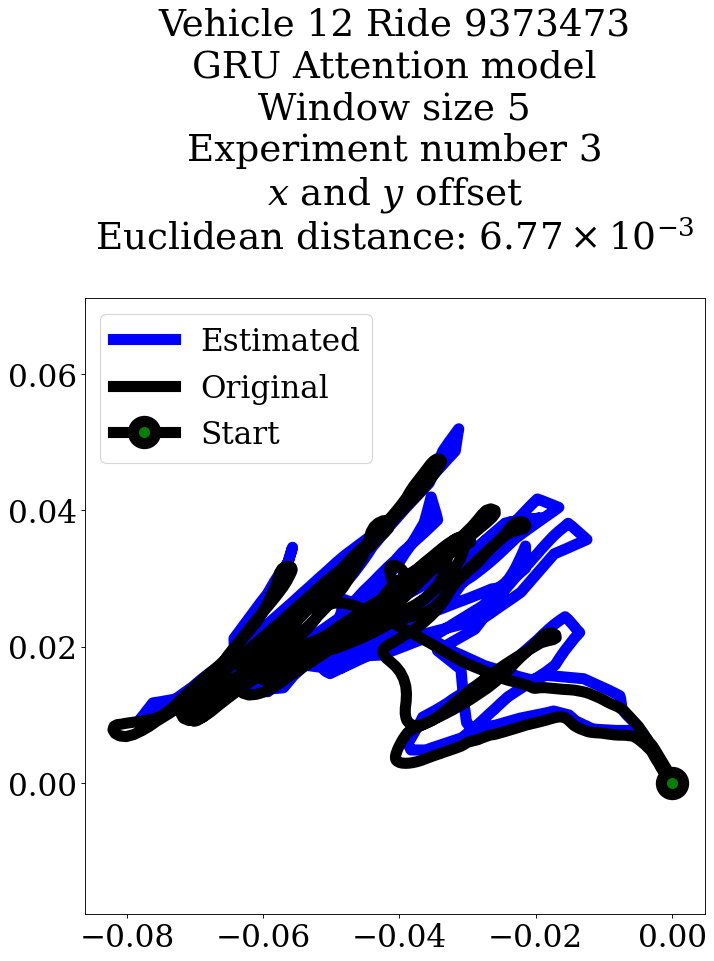 Vehicle 12 Ride 9373473
GRU Attention model
Window size 5
Experiment number 3
x and y offset
Euclidean distance: 6.77 × 10⁻³
Estimated
Original
Start
0.06
0.04
0.02
0.00
−0.08 −0.06 −0.04 −0.02 0.00